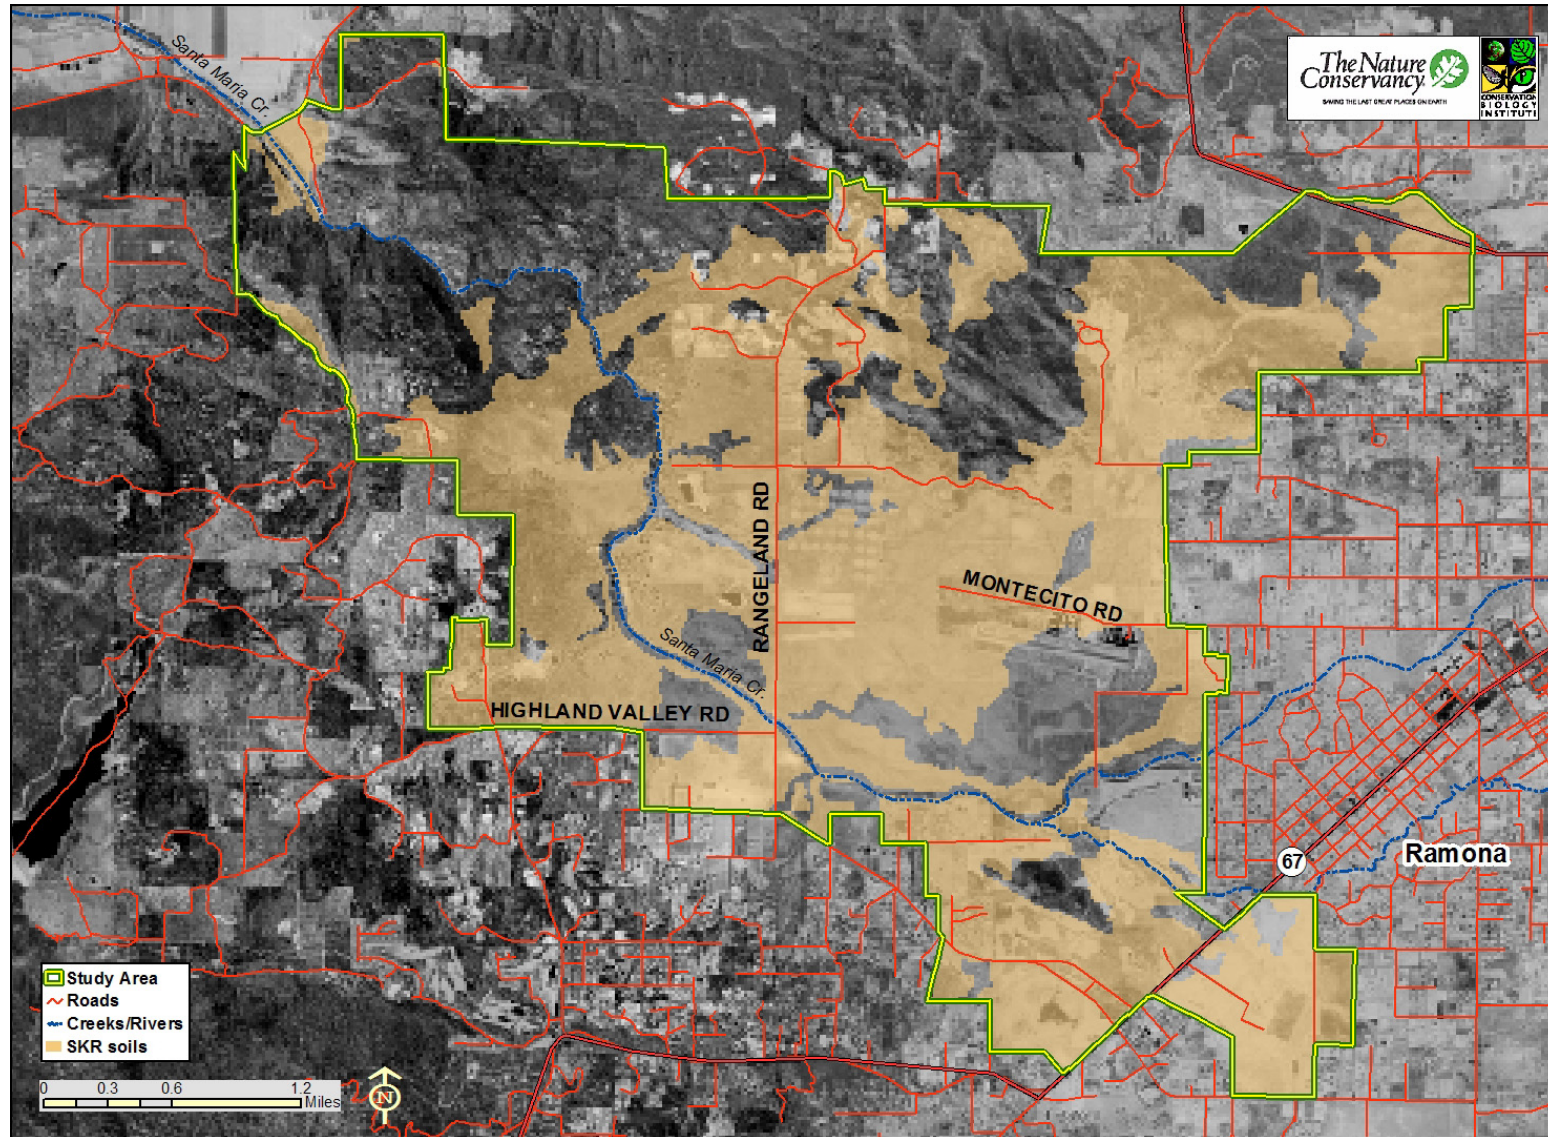 Santa Maria Cr.
The Nature
Conservancy
SAVING THE LAST GREAT PLACES ON EARTH
CONSERVATION
BIOLOGY
INSTITUTE
RANGELAND RD
MONTECITO RD
Santa Maria Cr.
HIGHLAND VALLEY RD
67
Ramona
Study Area
Roads
Creeks/Rivers
SKR soils
0 0.3 0.6 1.2
Miles
N